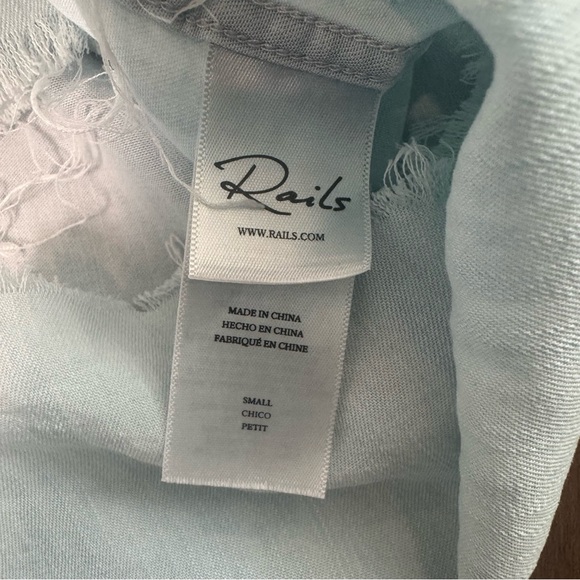 Rails
WWW.RAILS.COM
MADE IN CHINA
HECHO EN CHINA
FABRIQUÉ EN CHINE
SMALL
CHICO
PETIT